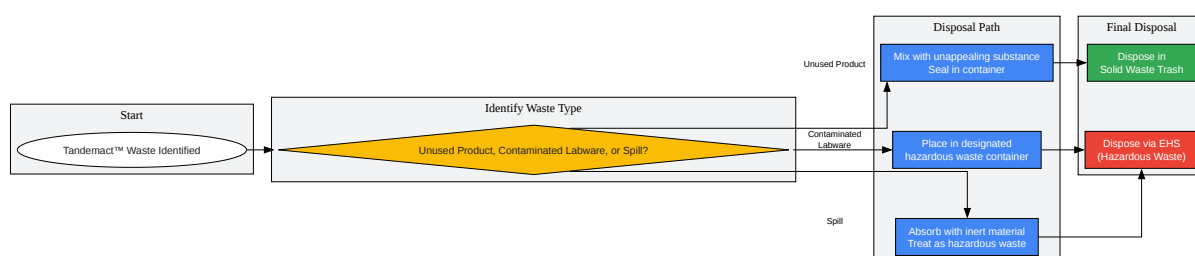 Start
Tandemact™ Waste Identified
Identify Waste Type
Unused Product, Contaminated Labware, or Spill?
Unused Product
Contaminated
Labware
Spill
Disposal Path
Mix with unappealing substance
Seal in container
Place in designated
hazardous waste container
Absorb with inert material
Treat as hazardous waste
Final Disposal
Dispose in
Solid Waste Trash
Dispose via EHS
(Hazardous Waste)